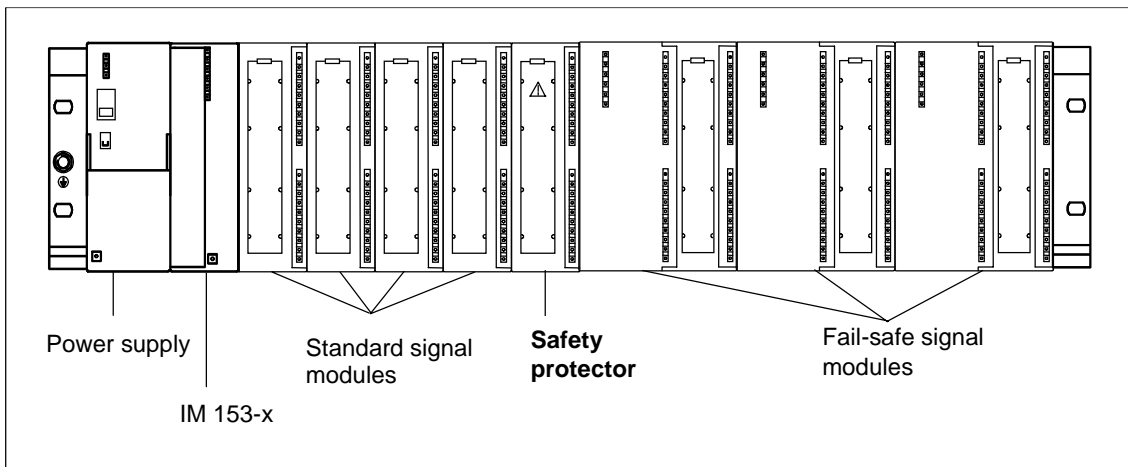 Power supply
IM 153-x
Standard signal
modules
Safety
protector
Fail-safe signal
modules